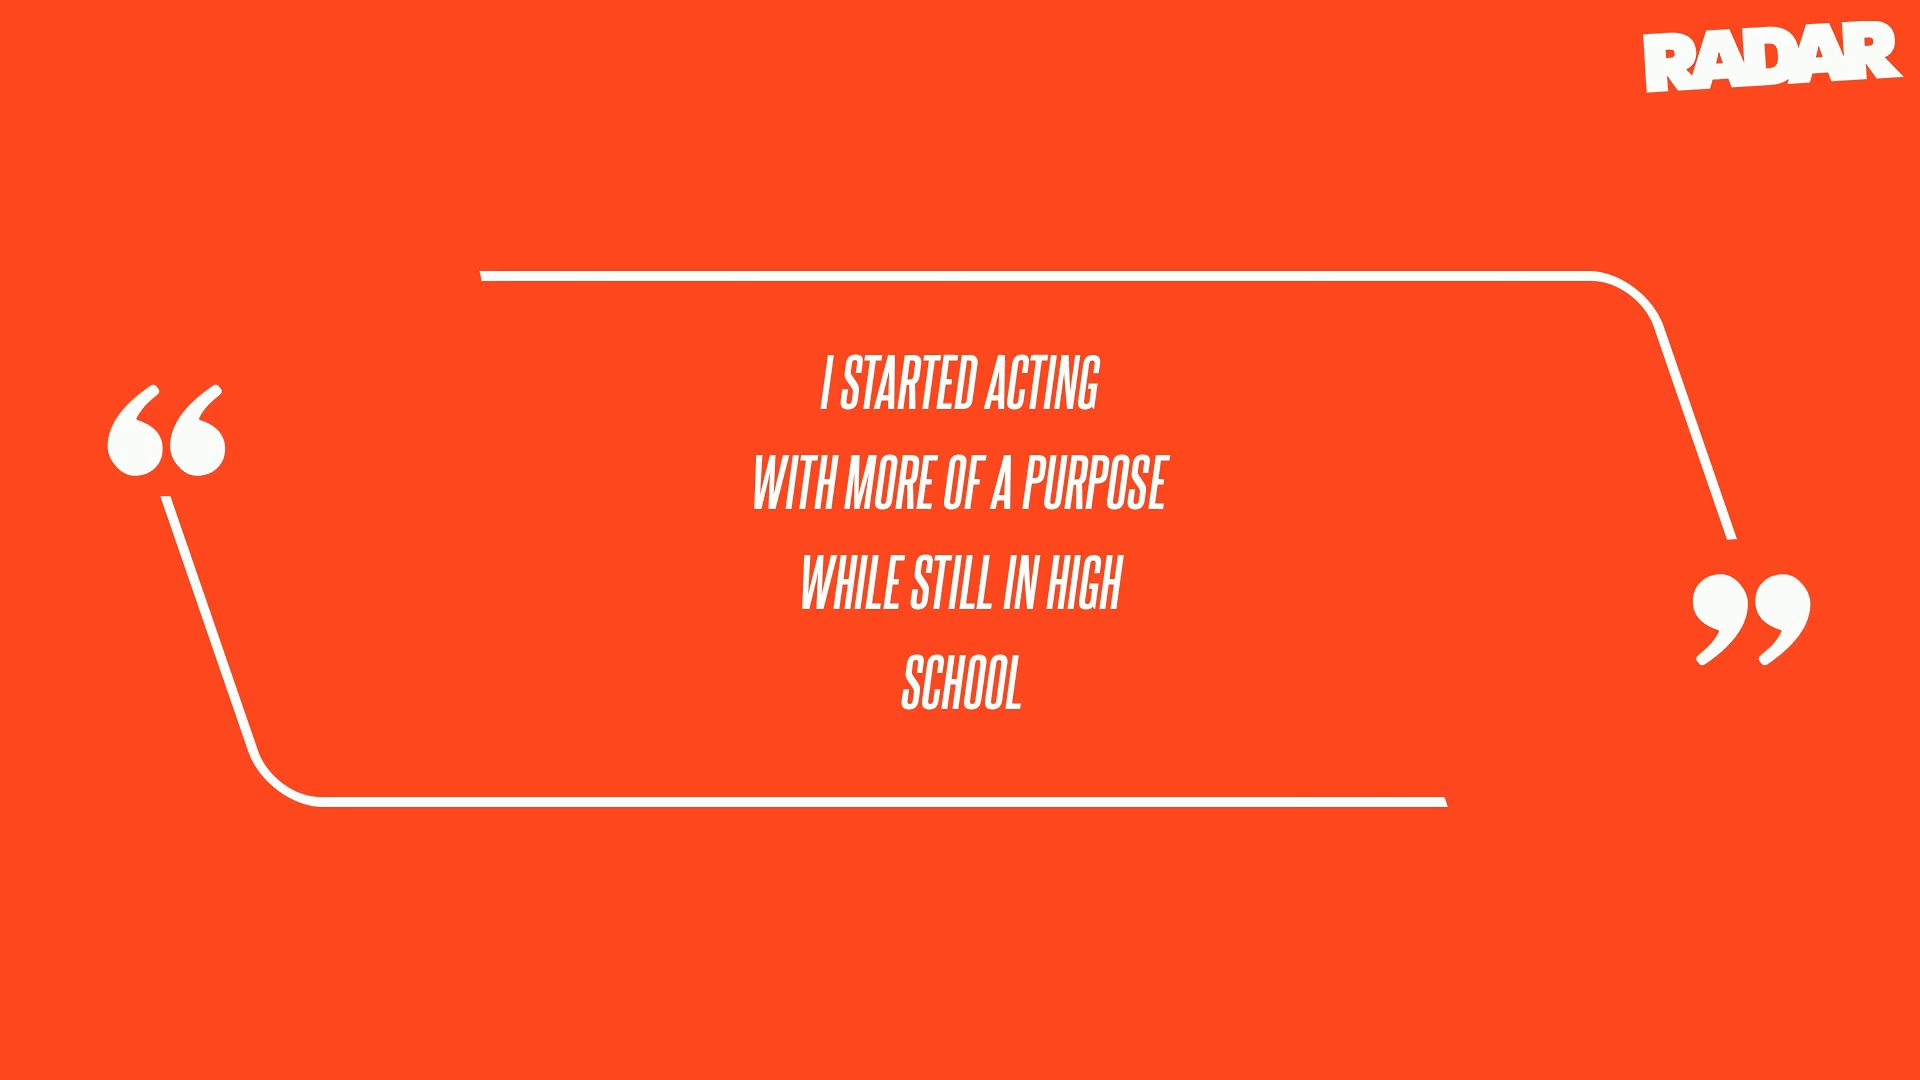 RADAR
“
I STARTED ACTING
WITH MORE OF A PURPOSE
WHILE STILL IN HIGH
SCHOOL
”